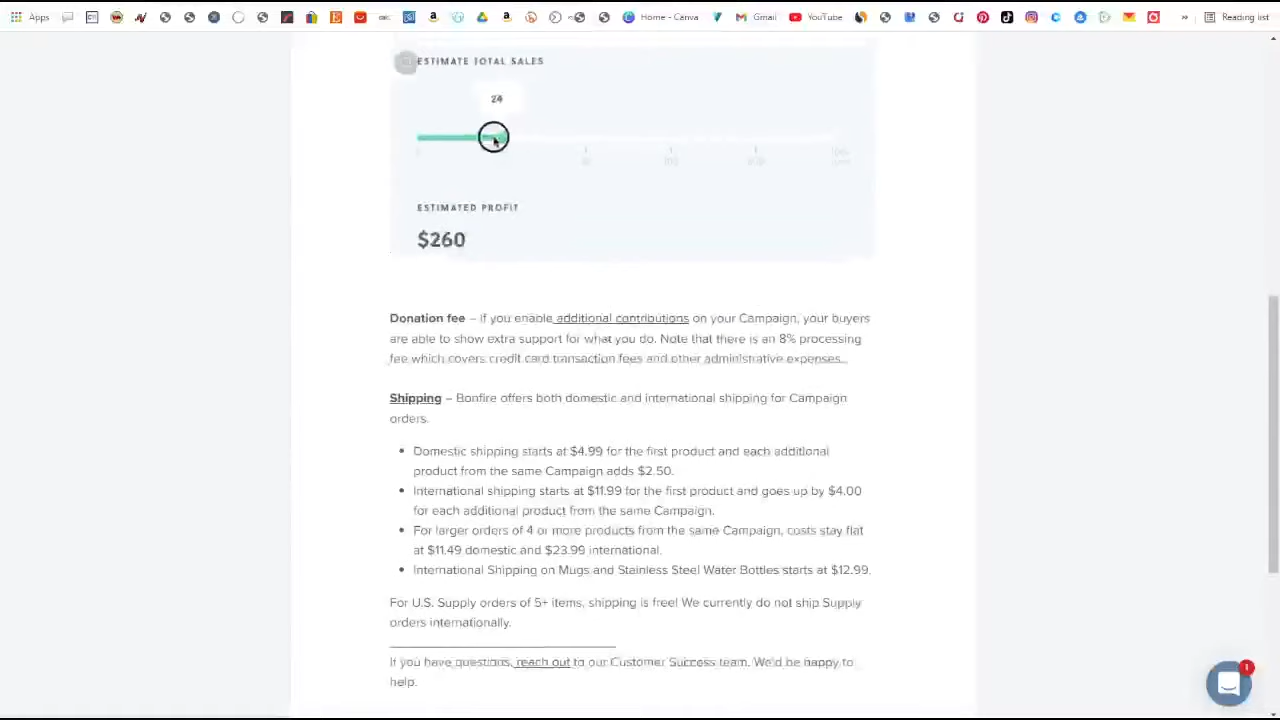 Apps Home - Canva Gmail YouTube » Reading list
ESTIMATE TOTAL SALES
24
ESTIMATED PROFIT
$260
Donation fee – If you enable additional contributions on your Campaign, your buyers
are able to show extra support for what you do. Note that there is an 8% processing
fee which covers credit card transaction fees and other administrative expenses.
Shipping – Bonfire offers both domestic and international shipping for Campaign
orders.
• Domestic shipping starts at $4.99 for the first product and each additional
product from the same Campaign adds $2.50.
• International shipping starts at $11.99 for the first product and goes up by $4.00
for each additional product from the same Campaign.
• For larger orders of 4 or more products from the same Campaign, costs stay flat
at $11.49 domestic and $23.99 international.
• International Shipping on Mugs and Stainless Steel Water Bottles starts at $12.99.
For U.S. Supply orders of 5+ items, shipping is free! We currently do not ship Supply
orders internationally.
If you have questions, reach out to our Customer Success team. We'd be happy to
help.
1